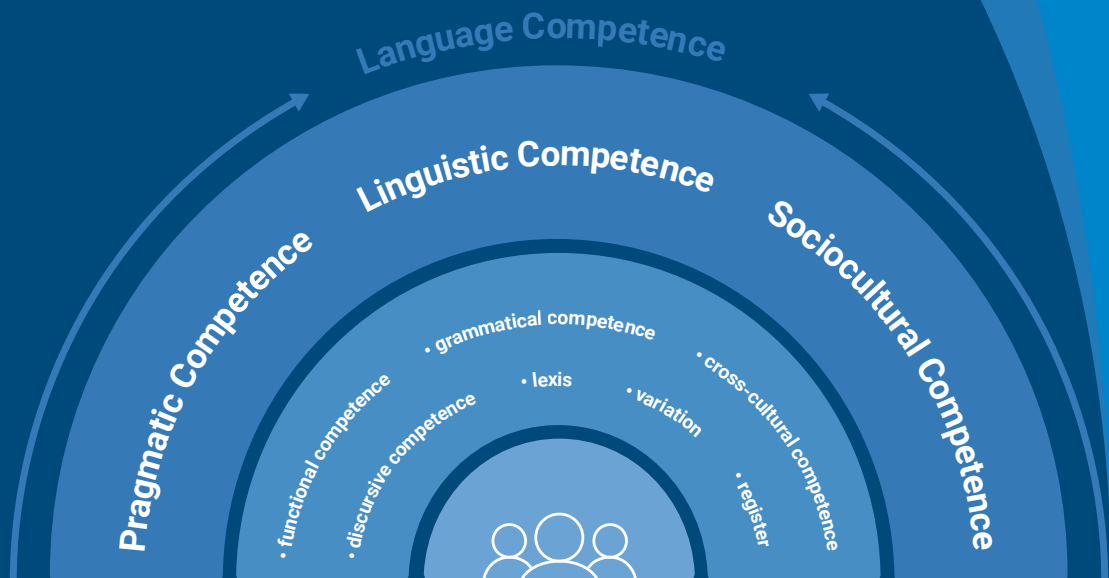 Language Competence
Linguistic Competence
Pragmatic Competence
Sociocultural Competence
• grammatical competence
• lexis
• functional competence
• discursive competence
• variation
• cross-cultural competence
• register